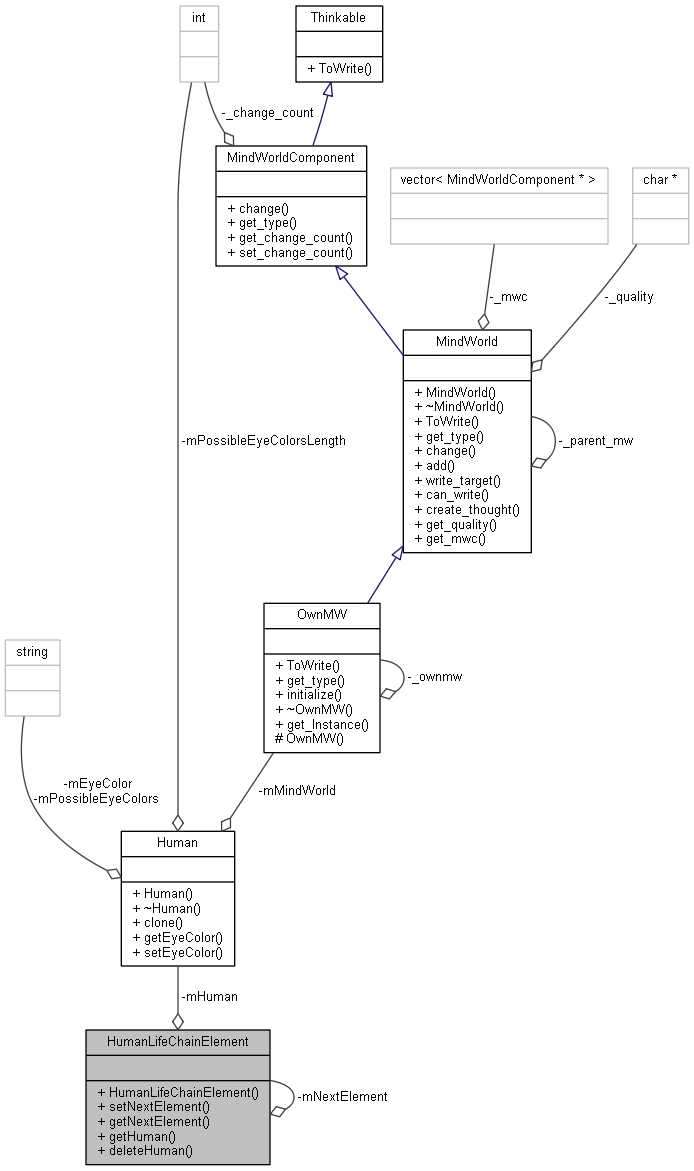 int
Thinkable
+ ToWrite()
-_change_count
MindWorldComponent
+ change()
+ get_type()
+ get_change_count()
+ set_change_count()
vector< MindWorldComponent * >
char *
-_mwc
-_quality
MindWorld
+ MindWorld()
+ ~MindWorld()
+ ToWrite()
+ get_type()
+ change()
+ add()
+ write_target()
+ can_write()
+ create_thought()
+ get_quality()
+ get_mwc()
-_parent_mw
-mPossibleEyeColorsLength
OwnMW
+ ToWrite()
+ get_type()
+ initialize()
+ ~OwnMW()
+ get_Instance()
# OwnMW()
-_ownmw
string
-mEyeColor
-mPossibleEyeColors
-mMindWorld
Human
+ Human()
+ ~Human()
+ clone()
+ getEyeColor()
+ setEyeColor()
-mHuman
HumanLifeChainElement
+ HumanLifeChainElement()
+ setNextElement()
+ getNextElement()
+ getHuman()
+ deleteHuman()
-mNextElement